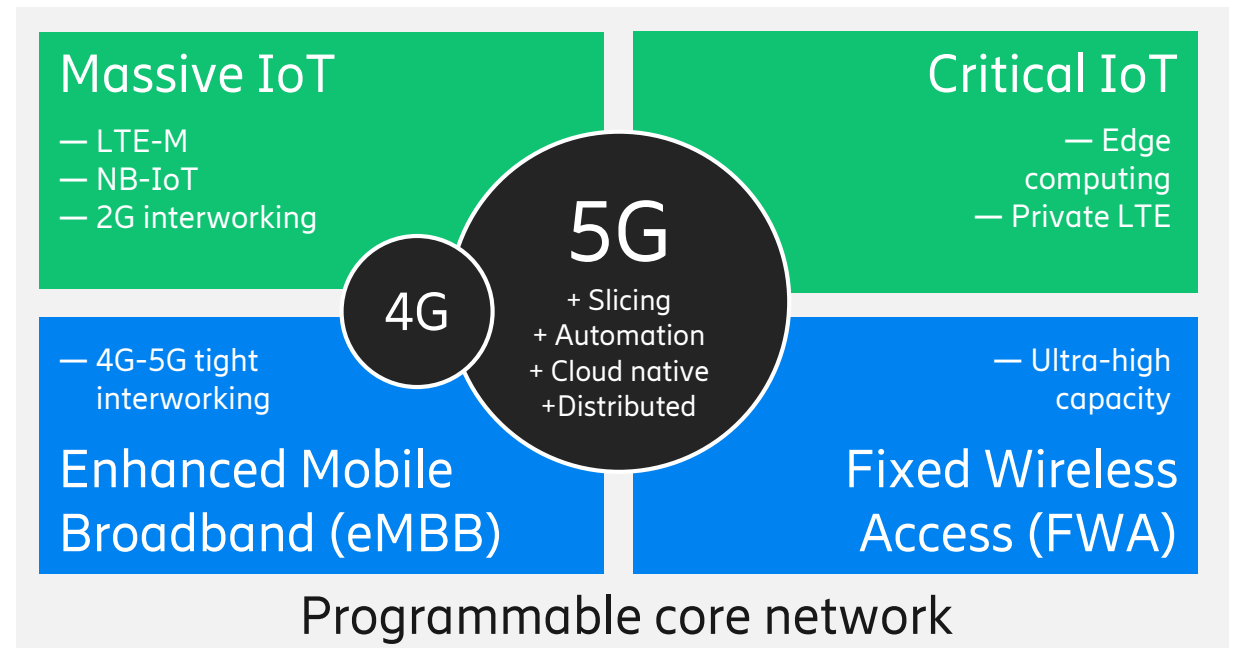 Massive IoT
— LTE-M
— NB-IoT
— 2G interworking
Critical IoT
— Edge
computing
— Private LTE
4G
5G
+ Slicing
+ Automation
+ Cloud native
+Distributed
— 4G-5G tight
interworking
Enhanced Mobile
Broadband (eMBB)
— Ultra-high
capacity
Fixed Wireless
Access (FWA)
Programmable core network